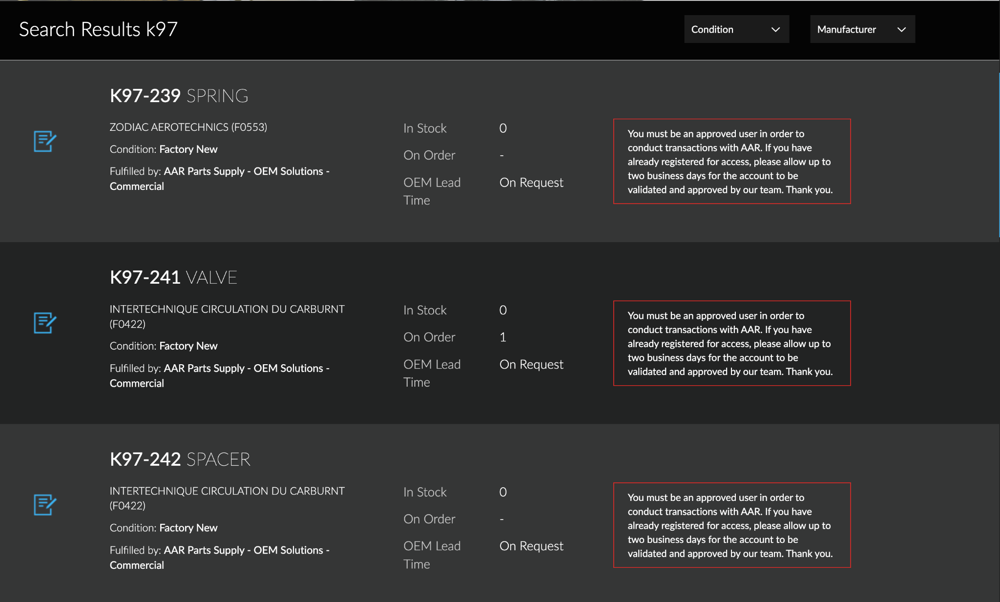 Search Results k97
Condition
Manufacturer
K97-239 SPRING
ZODIAC AEROTECHNICS (F0553)
Condition: Factory New
Fulfilled by: AAR Parts Supply - OEM Solutions -
Commercial
In Stock 0
On Order -
OEM Lead On Request
Time
You must be an approved user in order to
conduct transactions with AAR. If you have
already registered for access, please allow up to
two business days for the account to be
validated and approved by our team. Thank you.
K97-241 VALVE
INTERTECHNIQUE CIRCULATION DU CARBURNT
(F0422)
Condition: Factory New
Fulfilled by: AAR Parts Supply - OEM Solutions -
Commercial
In Stock 0
On Order 1
OEM Lead On Request
Time
You must be an approved user in order to
conduct transactions with AAR. If you have
already registered for access, please allow up to
two business days for the account to be
validated and approved by our team. Thank you.
K97-242 SPACER
INTERTECHNIQUE CIRCULATION DU CARBURNT
(F0422)
Condition: Factory New
Fulfilled by: AAR Parts Supply - OEM Solutions -
Commercial
In Stock 0
On Order -
OEM Lead On Request
Time
You must be an approved user in order to
conduct transactions with AAR. If you have
already registered for access, please allow up to
two business days for the account to be
validated and approved by our team. Thank you.